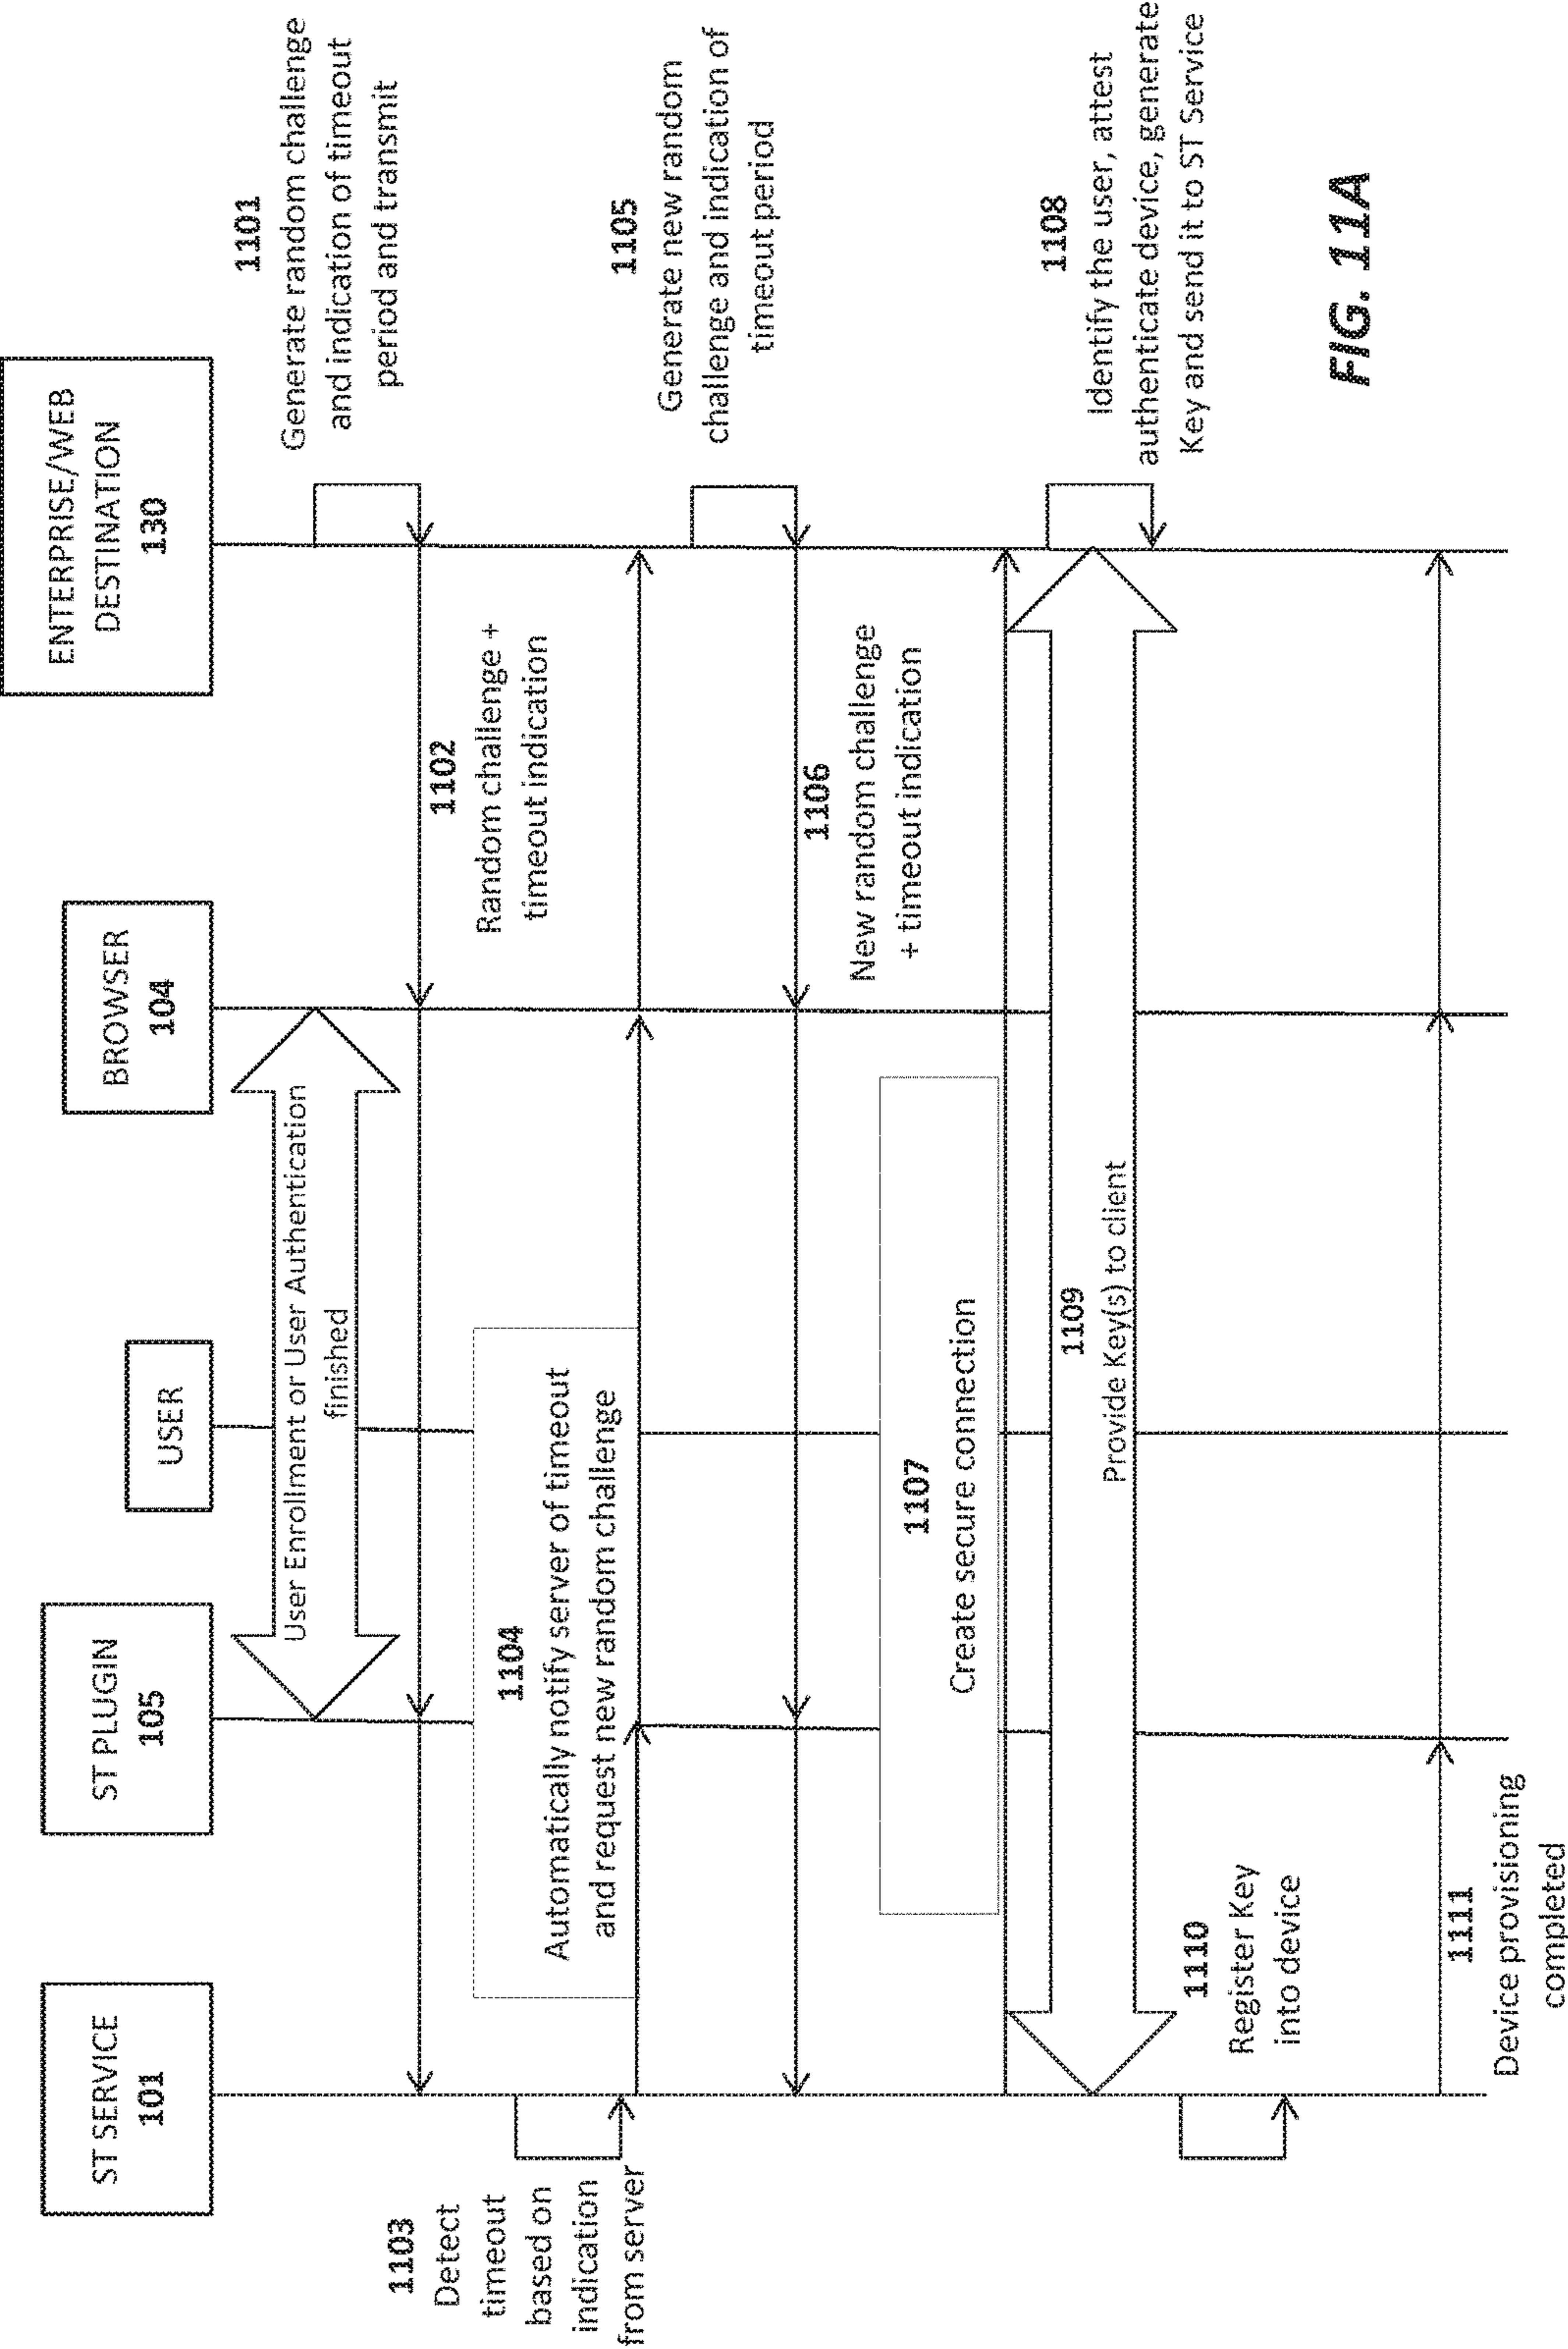 ST SERVICE
101
ST PLUGIN
105
USER
BROWSER
104
ENTERPRISE/WEB
DESTINATION
130
User Enrollment or User Authentication
finished
1101
Generate random challenge
and indication of timeout
period and transmit
1102
Random challenge +
timeout indication
1103
Detect
timeout
based on
indication
from server
1104
Automatically notify server of timeout
and request new random challenge
1105
Generate new random
challenge and indication of
timeout period
1106
New random challenge
+ timeout indication
1107
Create secure connection
1108
Identify the user, attest
authenticate device, generate
Key and send it to ST Service
1109
Provide Key(s) to client
1110
Register Key
into device
1111
Device provisioning
completed
FIG. 11A